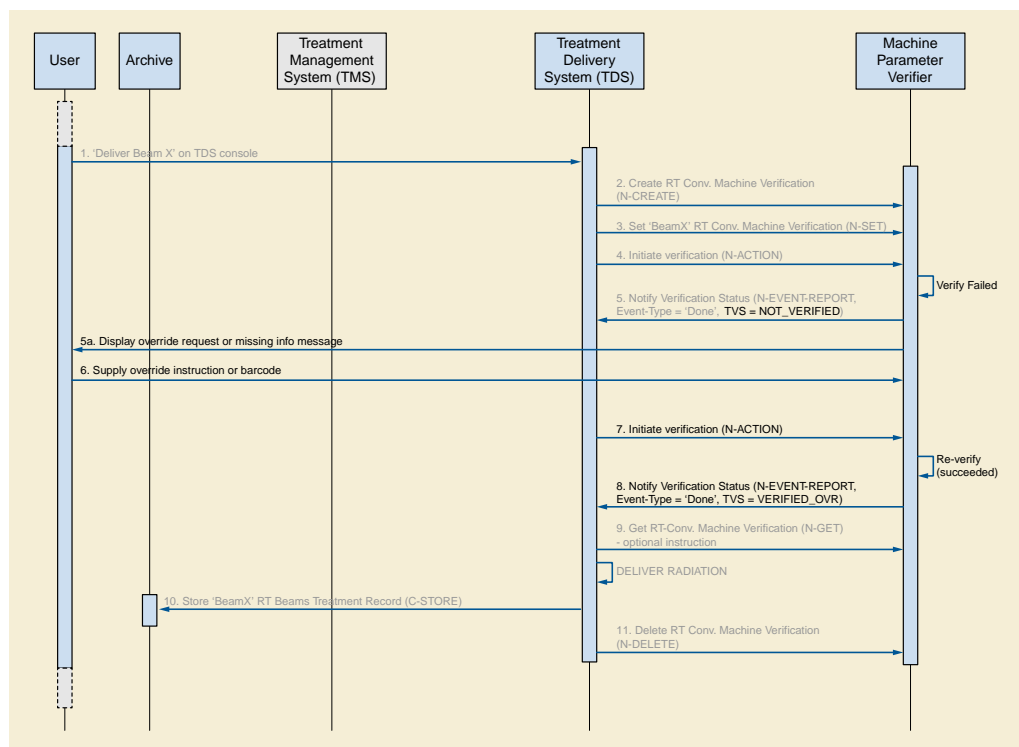 User
Archive
Treatment
Management
System (TMS)
Treatment
Delivery
System (TDS)
Machine
Parameter
Verifier
1. ‘Deliver Beam X’ on TDS console
2. Create RT Conv. Machine Verification
(N-CREATE)
3. Set ‘BeamX’ RT Conv. Machine Verification (N-SET)
4. Initiate verification (N-ACTION)
Verify Failed
5. Notify Verification Status (N-EVENT-REPORT,
Event-Type = ‘Done’, TVS = NOT_VERIFIED)
5a. Display override request or missing info message
6. Supply override instruction or barcode
7. Initiate verification (N-ACTION)
Re-verify
(succeeded)
8. Notify Verification Status (N-EVENT-REPORT,
Event-Type = ‘Done’, TVS = VERIFIED_OVR)
9. Get RT-Conv. Machine Verification (N-GET)
- optional instruction
DELIVER RADIATION
10. Store ‘BeamX’ RT Beams Treatment Record (C-STORE)
11. Delete RT Conv. Machine Verification
(N-DELETE)